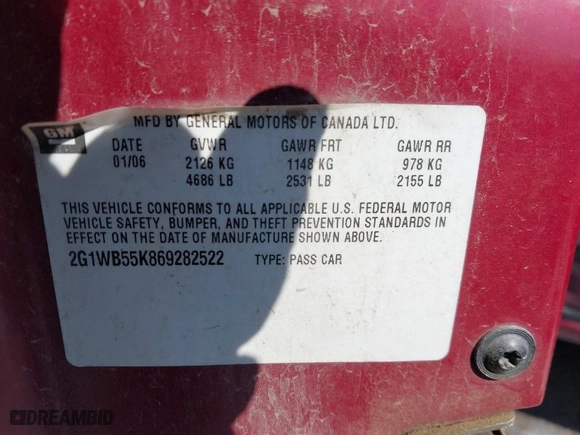 GM
MFD BY GENERAL MOTORS OF CANADA LTD.
DATE GVWR GAWR FRT GAWR RR
01/06 2126 KG 1148 KG 978 KG
4686 LB 2531 LB 2155 LB
THIS VEHICLE CONFORMS TO ALL APPLICABLE U.S. FEDERAL MOTOR
VEHICLE SAFETY, BUMPER, AND THEFT PREVENTION STANDARDS IN
EFFECT ON THE DATE OF MANUFACTURE SHOWN ABOVE.
2G1WB55K869282522 TYPE: PASS CAR
DREAMBID